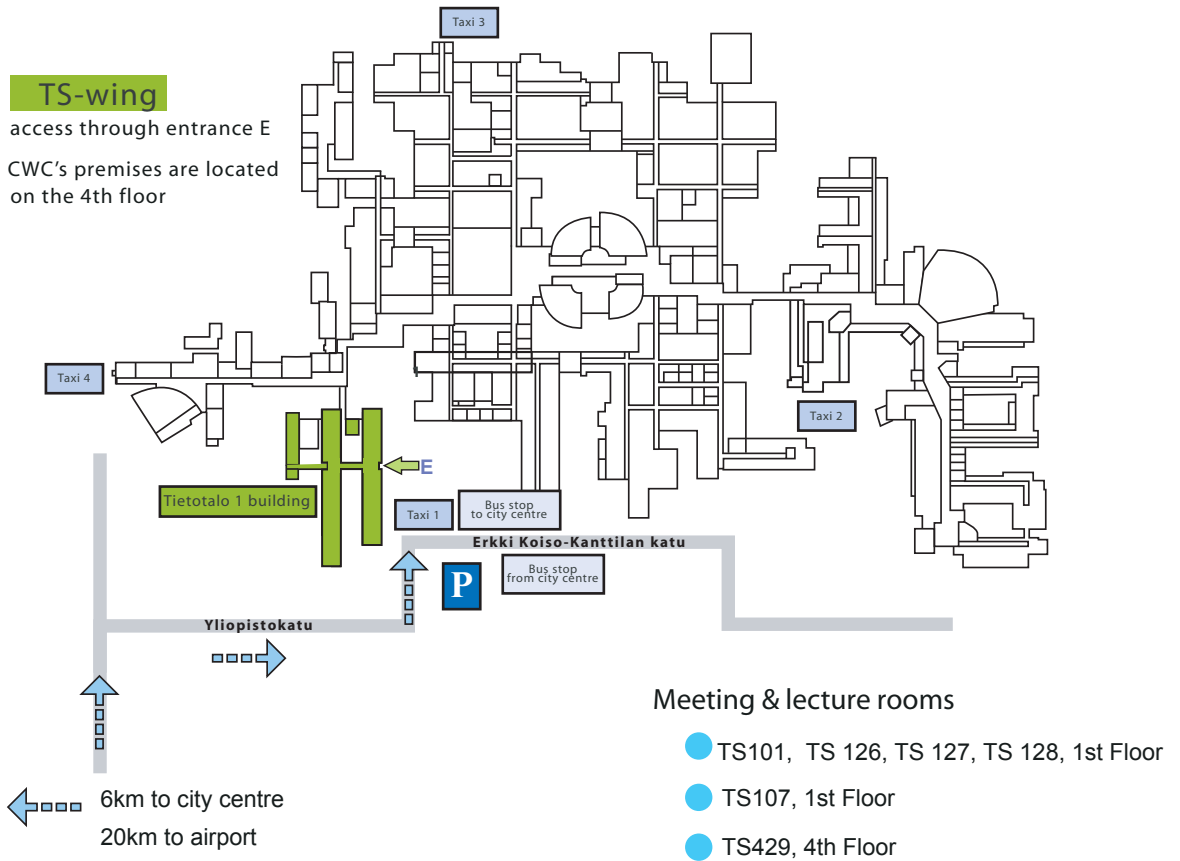 Taxi 3
TS-wing
access through entrance E
CWC's premises are located
on the 4th floor
Taxi 4
Taxi 2
E
Tietotalo 1 building
Taxi 1
Bus stop
to city centre
Erkki Koiso-Kanttilan katu
Bus stop
from city centre
P
Yliopistokatu
Meeting & lecture rooms
TS101, TS 126, TS 127, TS 128, 1st Floor
TS107, 1st Floor
TS429, 4th Floor
6km to city centre
20km to airport